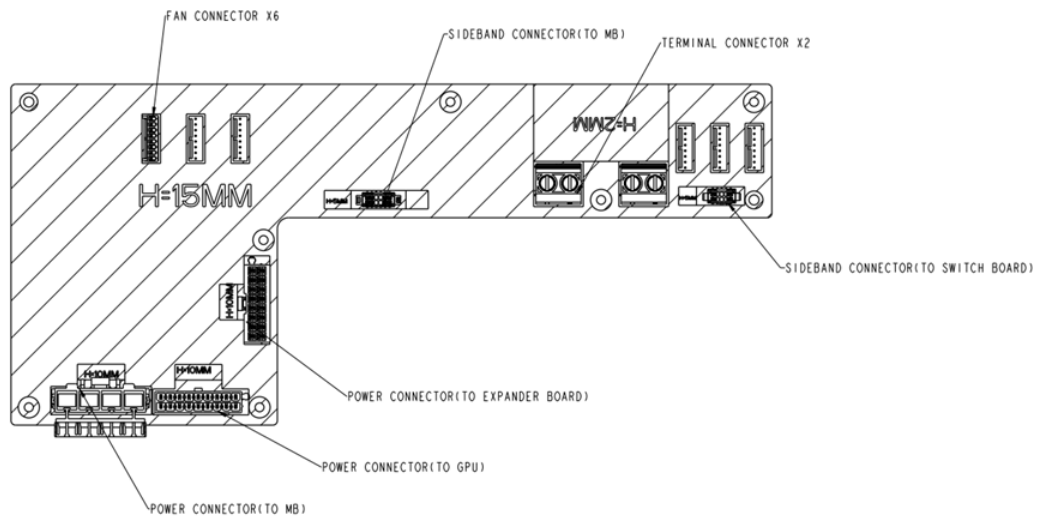 FAN CONNECTOR X6
SIDEBAND CONNECTOR(TO MB)
TERMINAL CONNECTOR X2
H=2MM
H=15MM
SIDEBAND CONNECTOR(TO SWITCH BOARD)
H=10MM
H=10MM
H=10MM
POWER CONNECTOR(TO EXPANDER BOARD)
POWER CONNECTOR(TO GPU)
POWER CONNECTOR(TO MB)